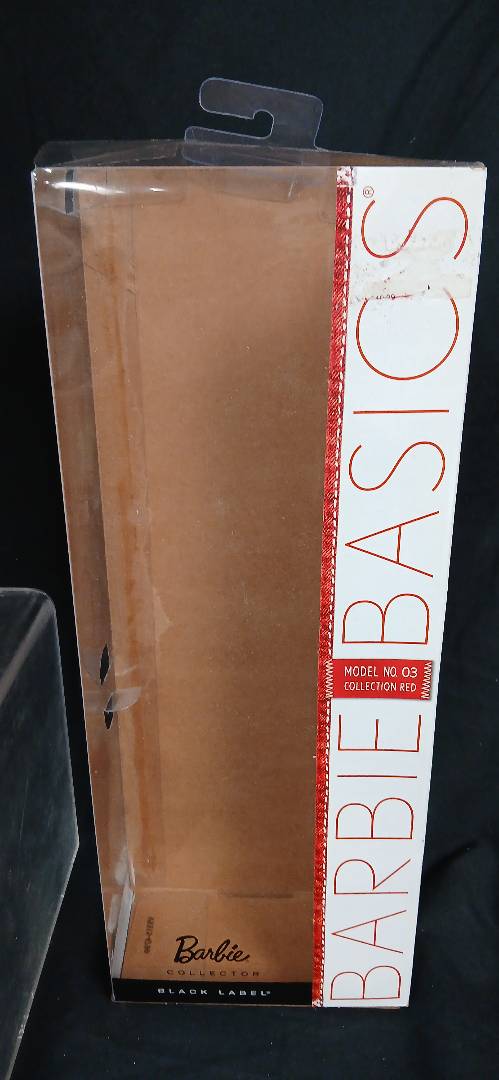 BARBIE BASICS®
MODEL NO. 03
COLLECTION RED
Barbie
COLLECTOR
BLACK LABEL®